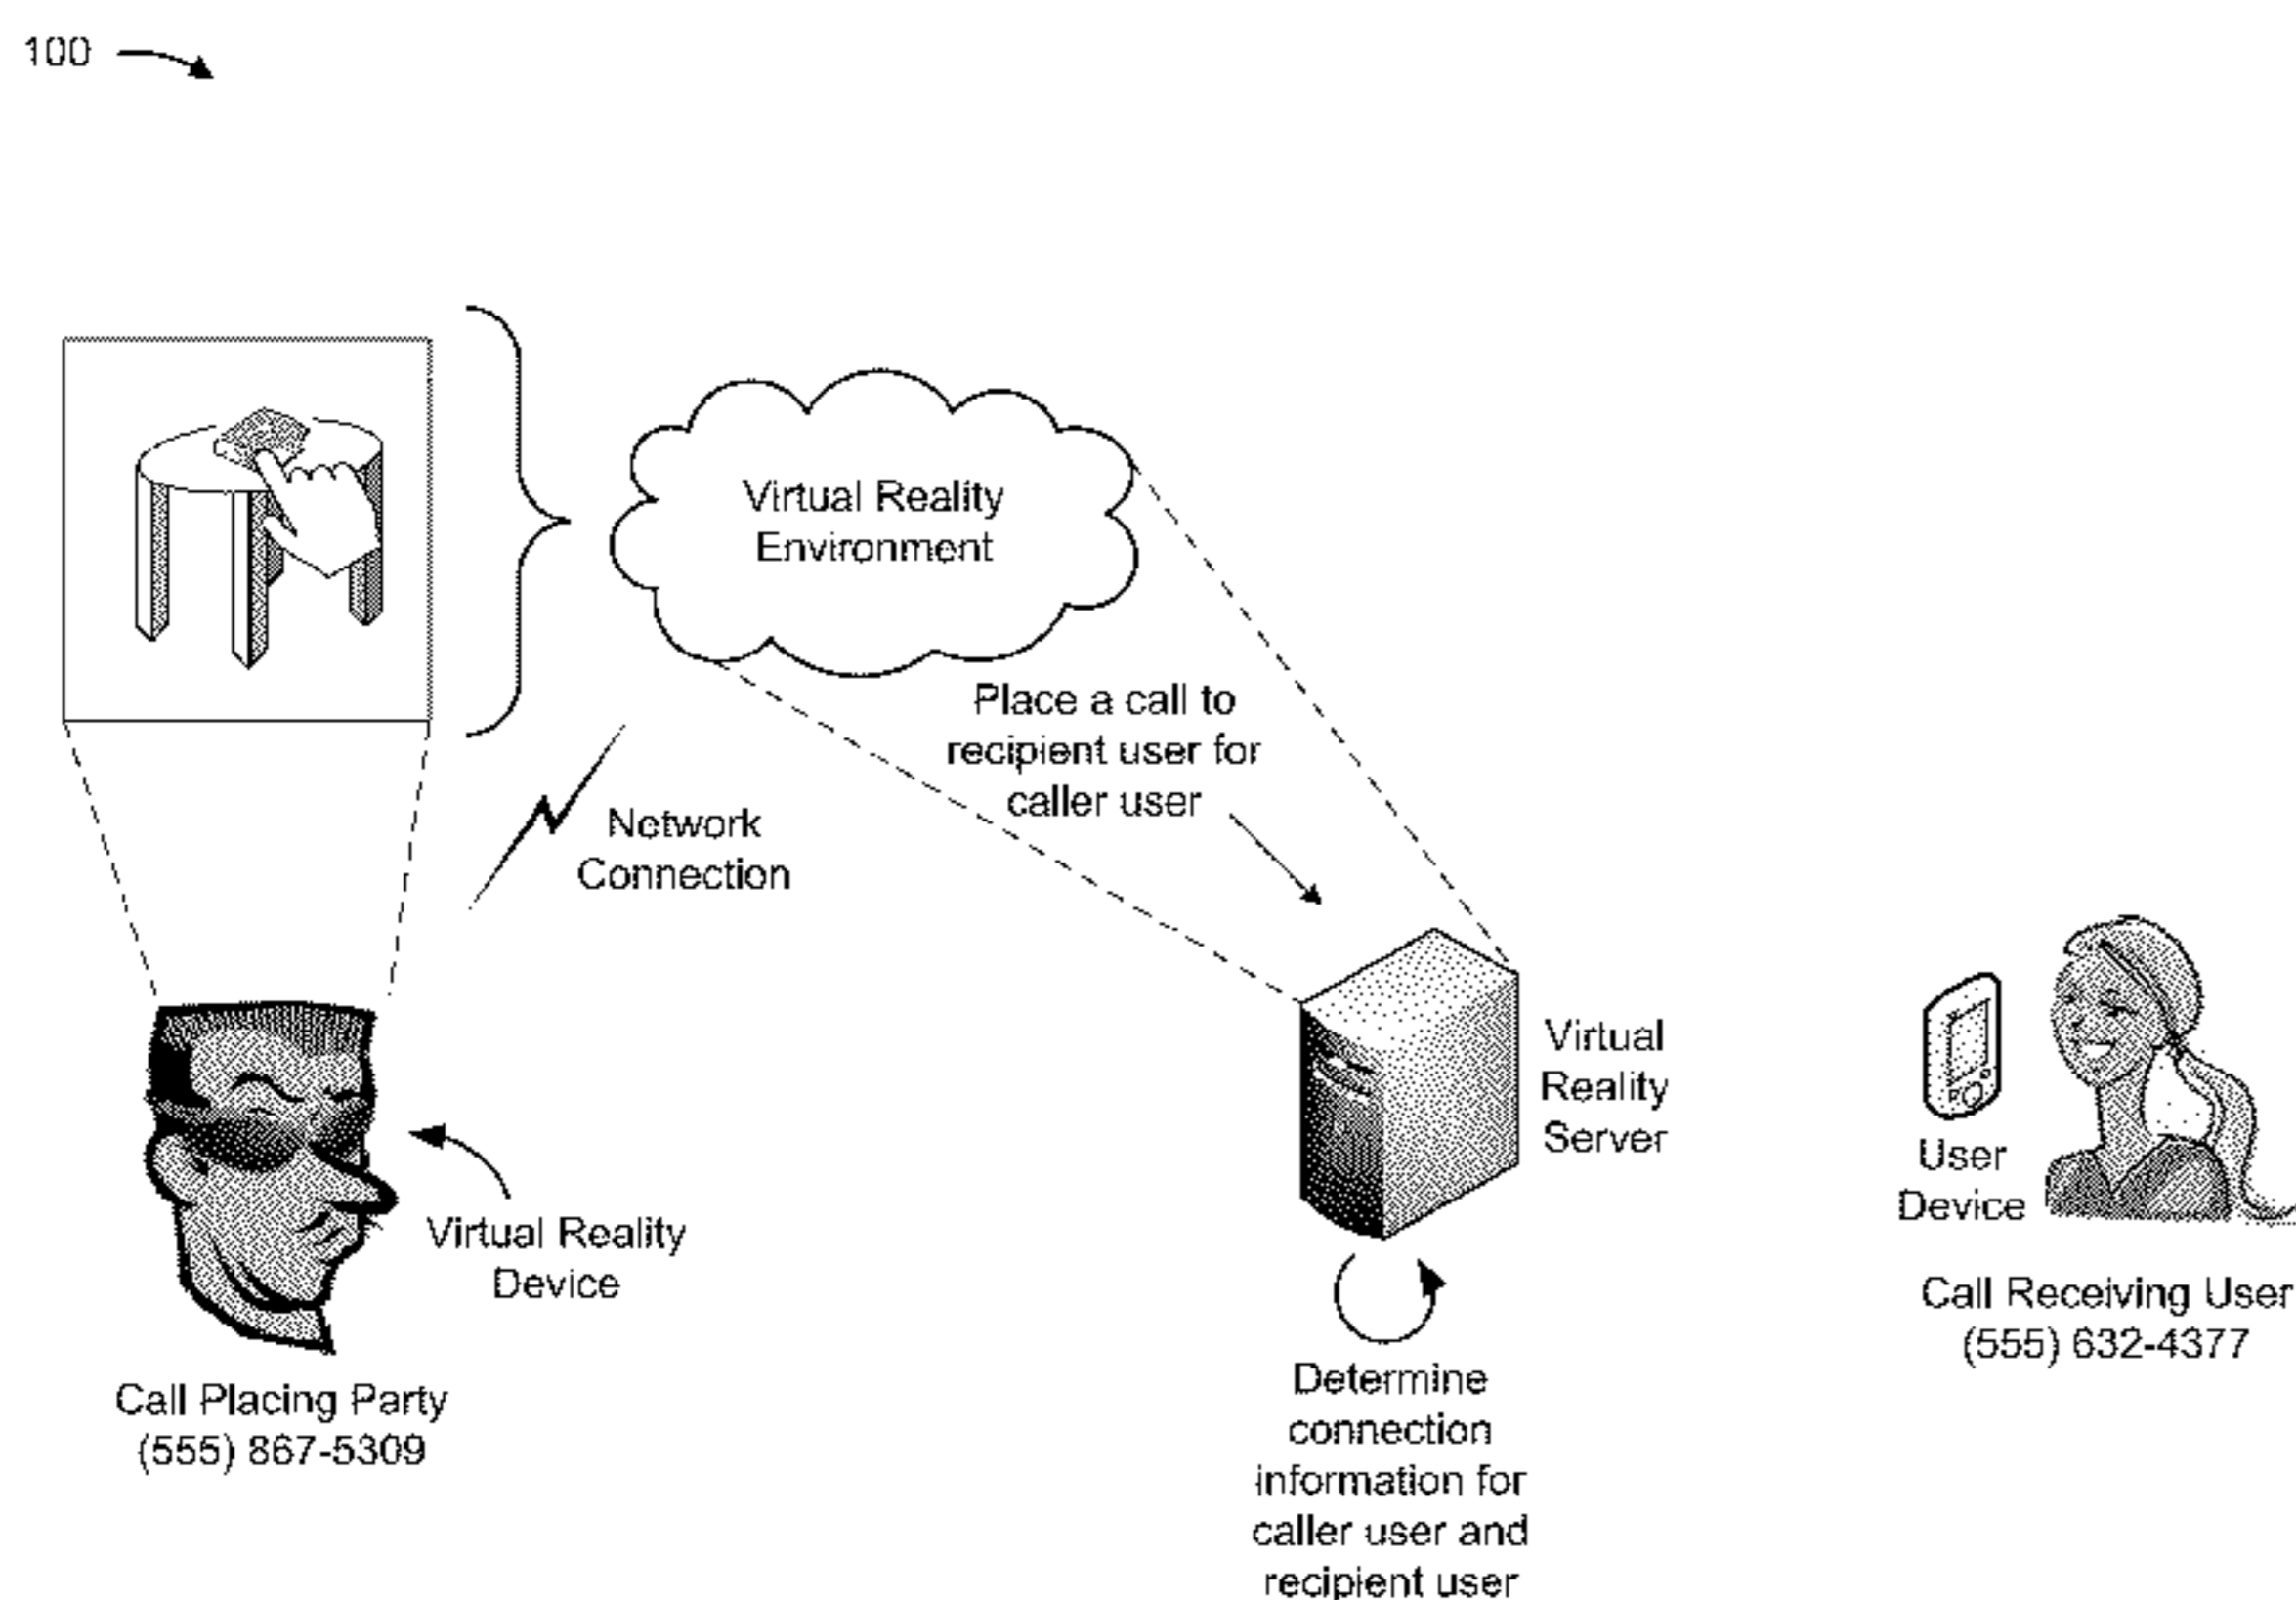 100
Virtual Reality
Environment
Place a call to
recipient user for
caller user
Network
Connection
Virtual Reality
Device
Call Placing Party
(555) 867-5309
Virtual
Reality
Server
Determine
connection
information for
caller user and
recipient user
User
Device
Call Receiving User
(555) 632-4377